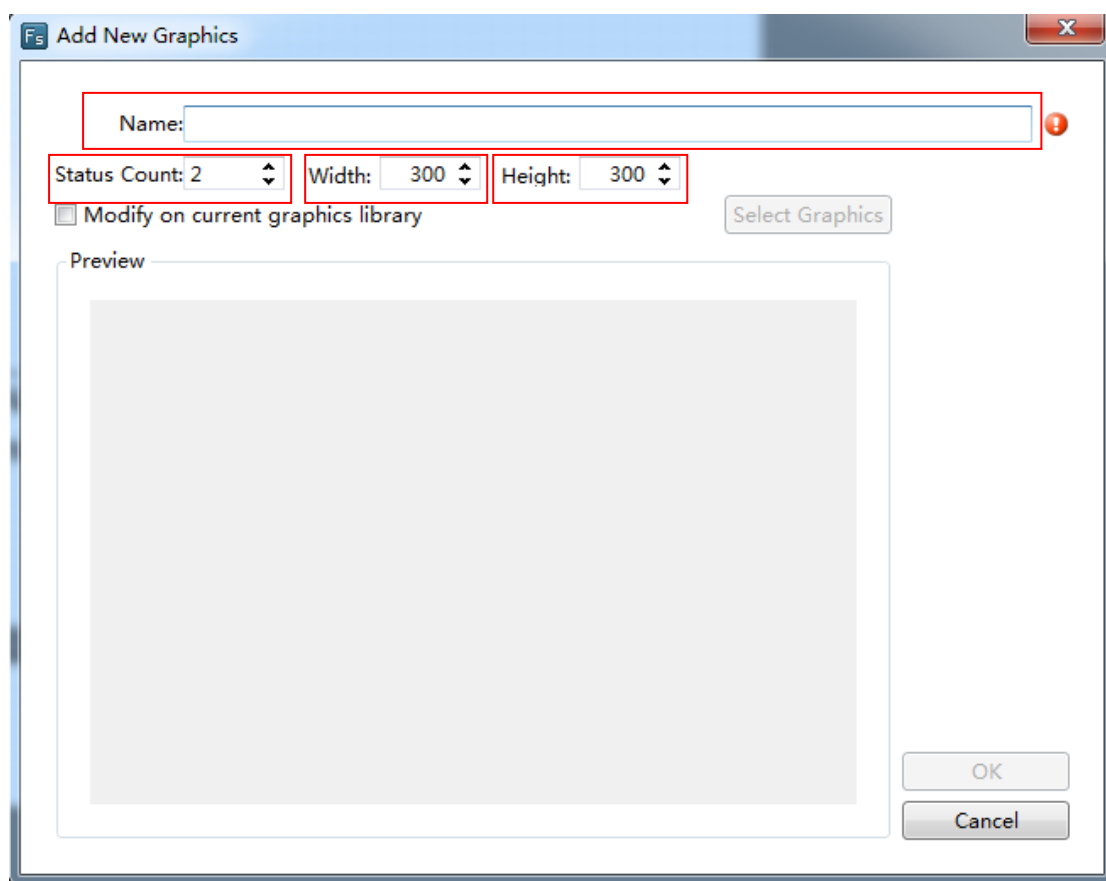 Fs Add New Graphics
x
Name:
Status Count: 2 Width: 300 Height: 300
Modify on current graphics library Select Graphics
Preview
OK
Cancel